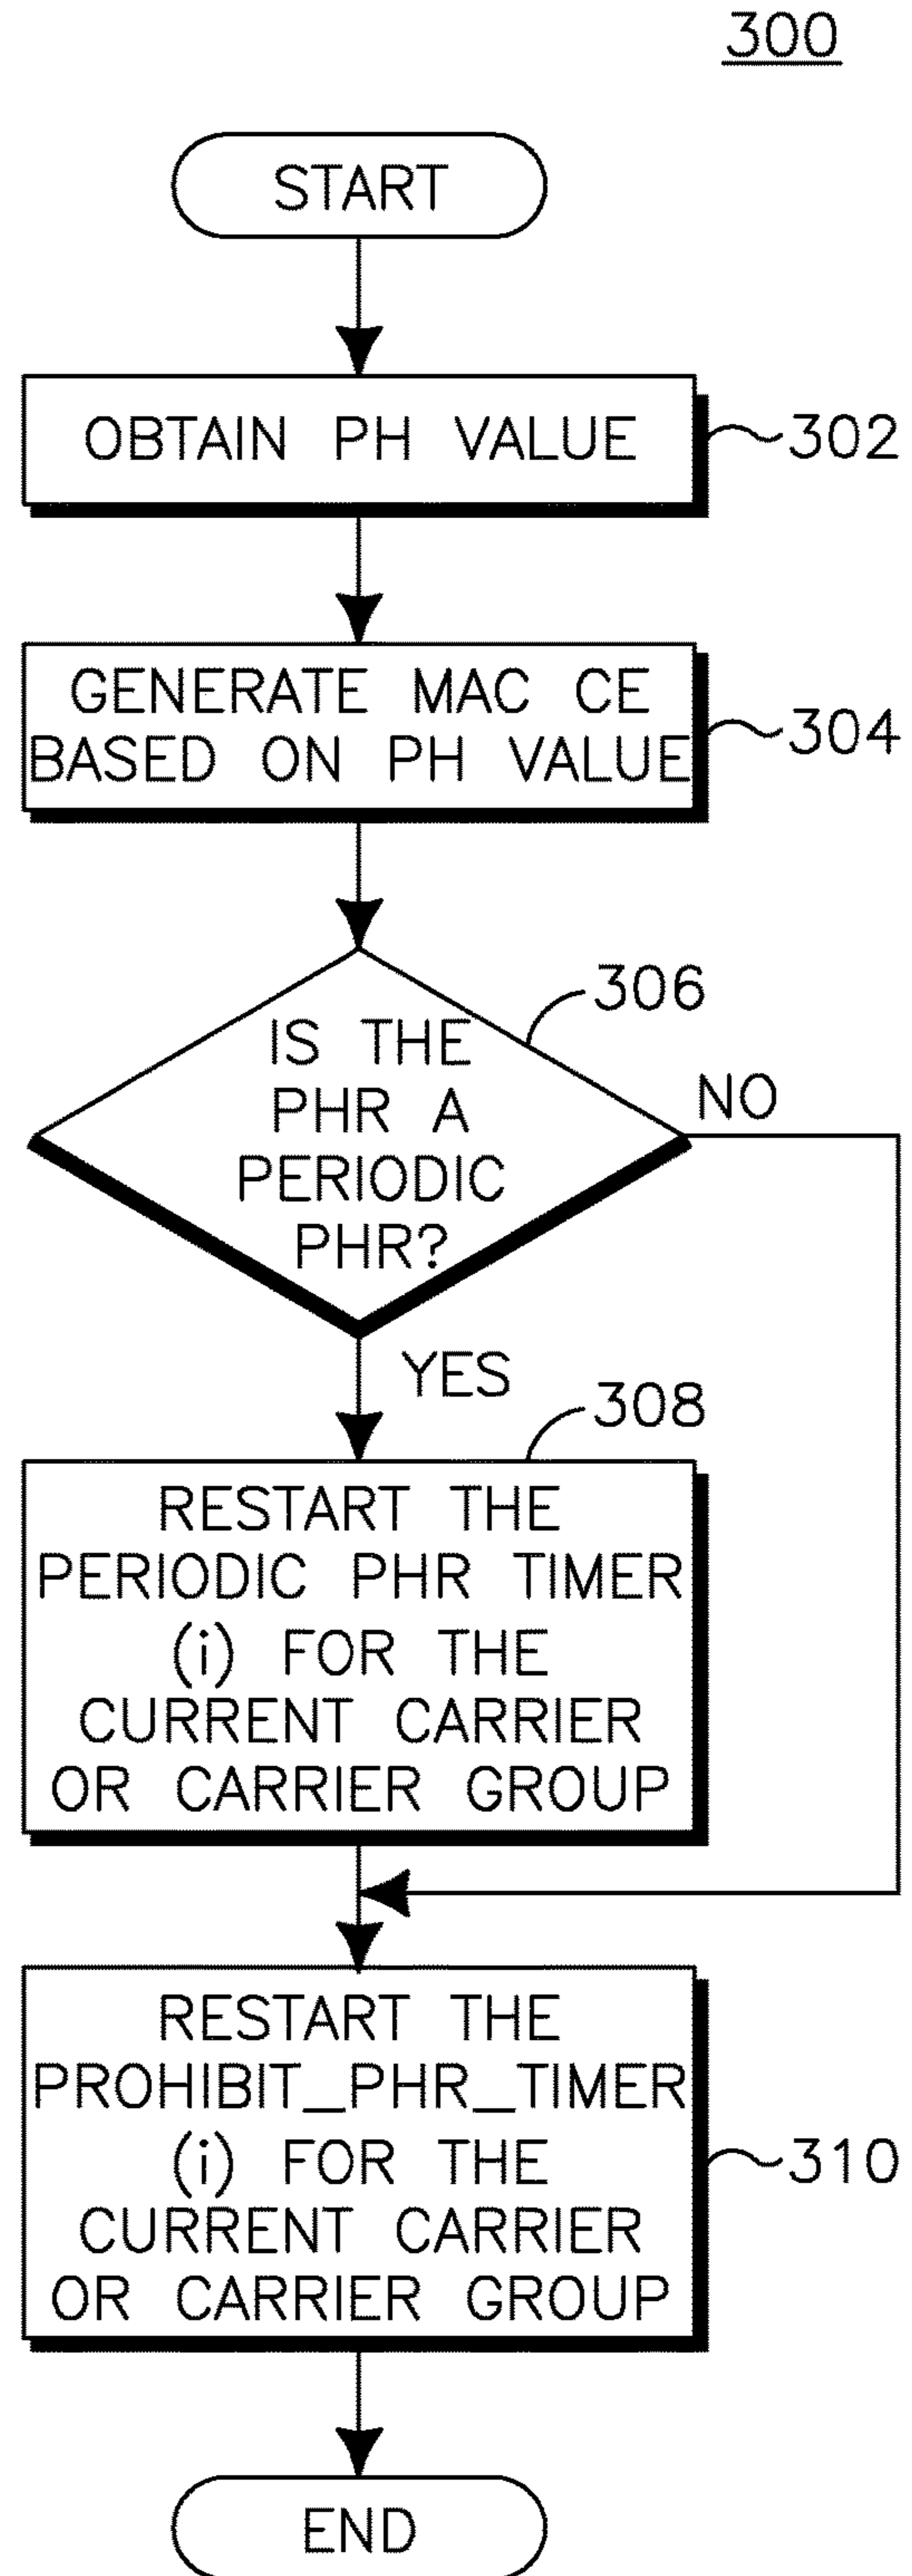 300
START
OBTAIN PH VALUE
302
GENERATE MAC CE
BASED ON PH VALUE
304
306
IS THE
PHR A
PERIODIC
PHR?
NO
YES
308
RESTART THE
PERIODIC PHR TIMER
(i) FOR THE
CURRENT CARRIER
OR CARRIER GROUP
RESTART THE
PROHIBIT_PHR_TIMER
(i) FOR THE
CURRENT CARRIER
OR CARRIER GROUP
310
END